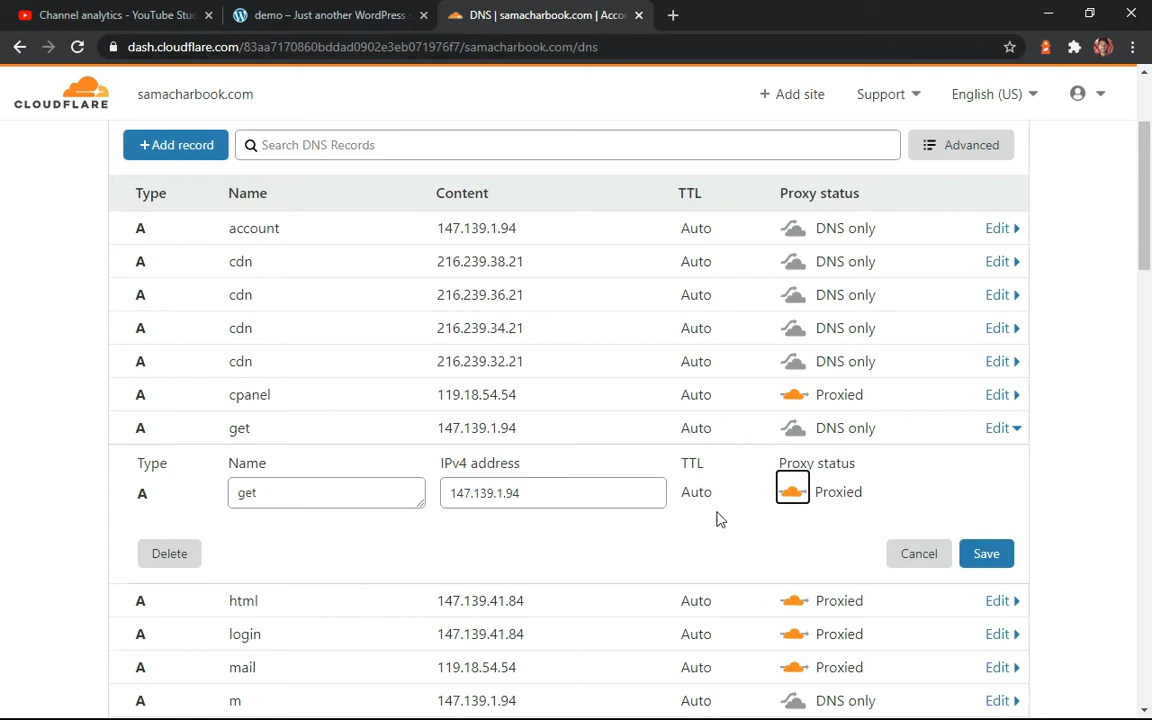 Channel analytics - YouTube Stu
demo – Just another WordPress
DNS | samacharbook.com | Acco
dash.cloudflare.com/83aa7170860bddad0902e3eb071976f7/samacharbook.com/dns
CLOUDFLARE
samacharbook.com
+ Add site
Support
English (US)
+Add record
Search DNS Records
Advanced
Type Name Content TTL Proxy status
A account 147.139.1.94 Auto DNS only Edit
A cdn 216.239.38.21 Auto DNS only Edit
A cdn 216.239.36.21 Auto DNS only Edit
A cdn 216.239.34.21 Auto DNS only Edit
A cdn 216.239.32.21 Auto DNS only Edit
A cpanel 119.18.54.54 Auto Proxied Edit
A get 147.139.1.94 Auto DNS only Edit
Type Name IPv4 address TTL Proxy status
A get 147.139.1.94 Auto Proxied
Delete Cancel Save
A html 147.139.41.84 Auto Proxied Edit
A login 147.139.41.84 Auto Proxied Edit
A mail 119.18.54.54 Auto Proxied Edit
A m 147.139.1.94 Auto DNS only Edit